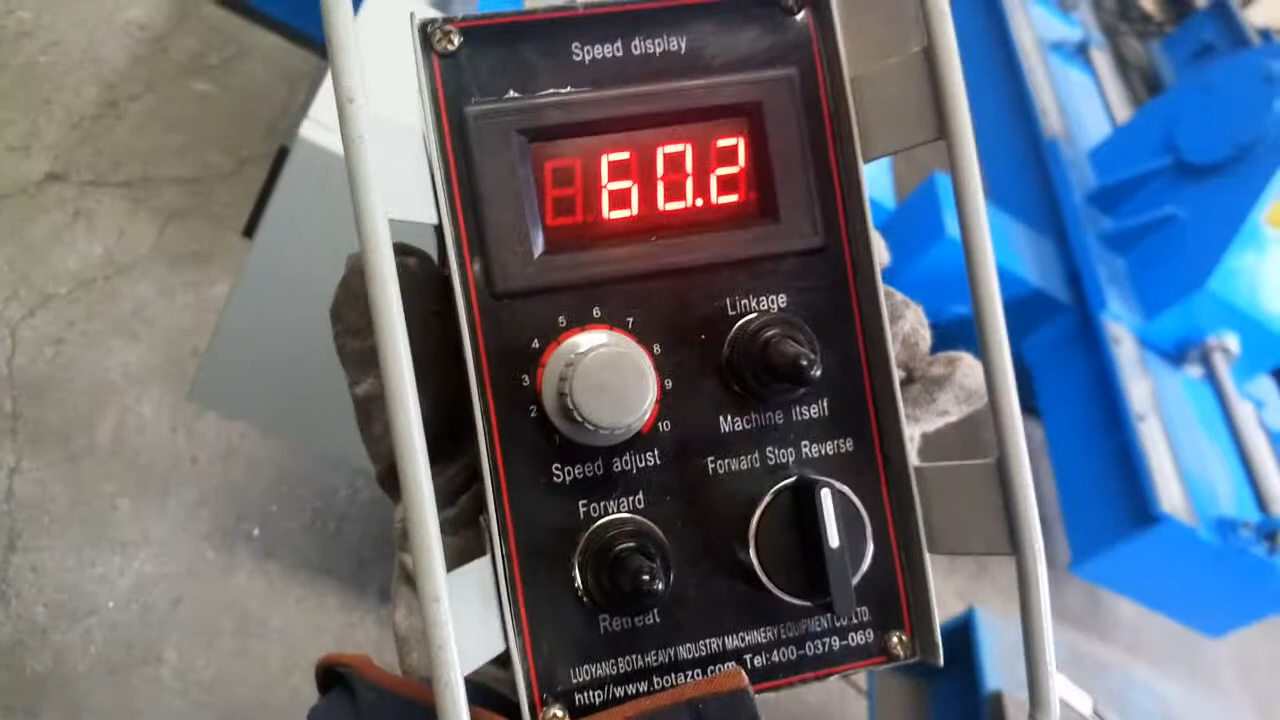 Speed display
60.2
Linkage
2 3 4 5 6 7 8 9 10
Machine itself
Speed adjust
Forward Stop Reverse
Forward
Retreat
LUOYANG BOTA HEAVY INDUSTRY MACHINERY EQUIPMENT CO.,LTD.
http//www.botazg.com Tel:400-0379-069